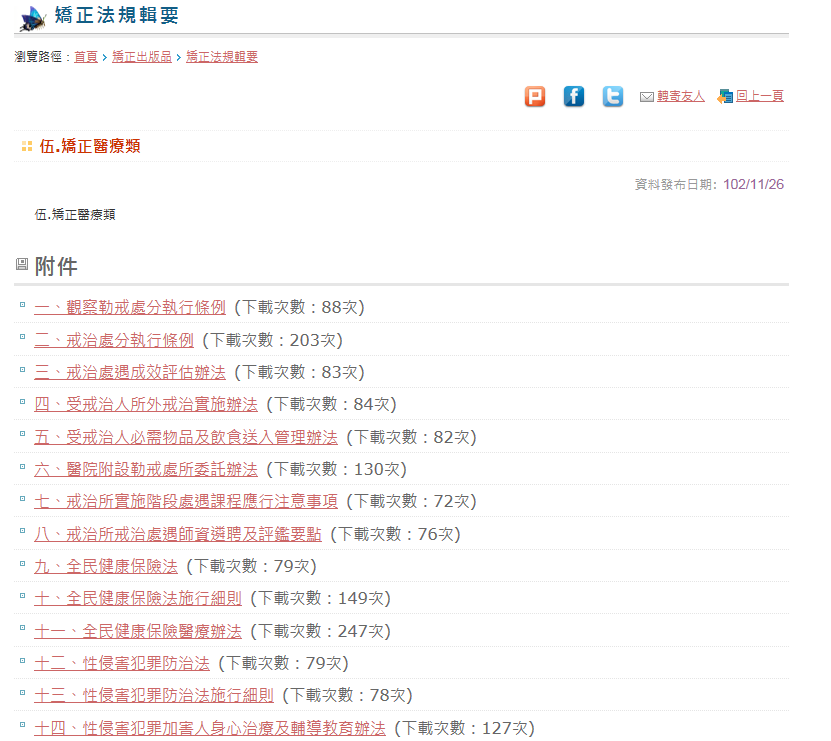 矯正法規輯要
瀏覽路徑：首頁 › 矯正出版品 › 矯正法規輯要
轉寄友人 回上一頁
伍.矯正醫療類
資料發布日期: 102/11/26
伍.矯正醫療類
附件
一、觀察勒戒處分執行條例 (下載次數：88次)
二、戒治處分執行條例 (下載次數：203次)
三、戒治處遇成效評估辦法 (下載次數：83次)
四、受戒治人所外戒治實施辦法 (下載次數：84次)
五、受戒治人必需物品及飲食送入管理辦法 (下載次數：82次)
六、醫院附設勒戒處所委託辦法 (下載次數：130次)
七、戒治所實施階段處遇課程應行注意事項 (下載次數：72次)
八、戒治所戒治處遇師資遴聘及評鑑要點 (下載次數：76次)
九、全民健康保險法 (下載次數：79次)
十、全民健康保險法施行細則 (下載次數：149次)
十一、全民健康保險醫療辦法 (下載次數：247次)
十二、性侵害犯罪防治法 (下載次數：79次)
十三、性侵害犯罪防治法施行細則 (下載次數：78次)
十四、性侵害犯罪加害人身心治療及輔導教育辦法 (下載次數：127次)